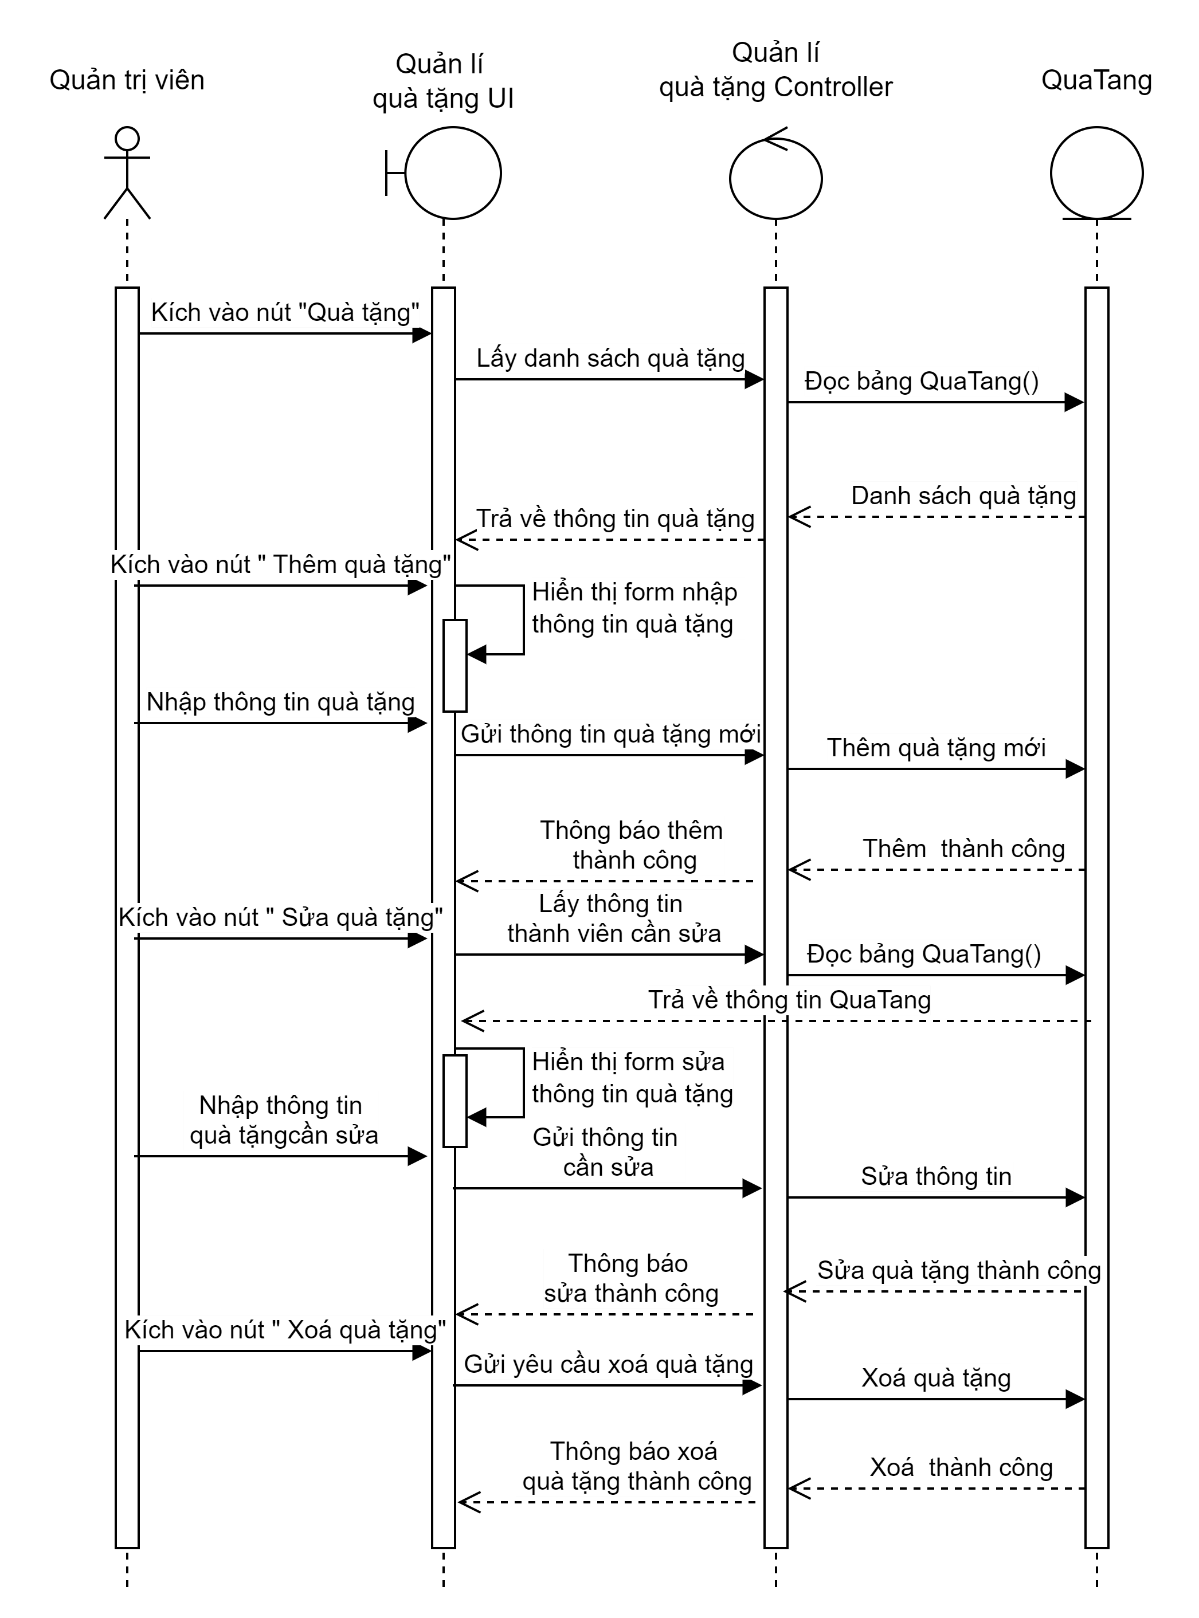 Quản trị viên
Quản lí
quà tặng UI
Quản lí
quà tặng Controller
QuaTang
Kích vào nút "Quà tặng"
Lấy danh sách quà tặng
Đọc bảng QuaTang()
Danh sách quà tặng
Trả về thông tin quà tặng
Kích vào nút " Thêm quà tặng"
Hiển thị form nhập
thông tin quà tặng
Nhập thông tin quà tặng
Gửi thông tin quà tặng mới
Thêm quà tặng mới
Thông báo thêm
thành công
Thêm  thành công
Kích vào nút " Sửa quà tặng"
Lấy thông tin
thành viên cần sửa
Đọc bảng QuaTang()
Trả về thông tin QuaTang
Hiển thị form sửa
thông tin quà tặng
Nhập thông tin
quà tặngcần sửa
Gửi thông tin
cần sửa
Sửa thông tin
Sửa quà tặng thành công
Thông báo
sửa thành công
Kích vào nút " Xoá quà tặng"
Gửi yêu cầu xoá quà tặng
Xoá quà tặng
Thông báo xoá
quà tặng thành công
Xoá  thành công